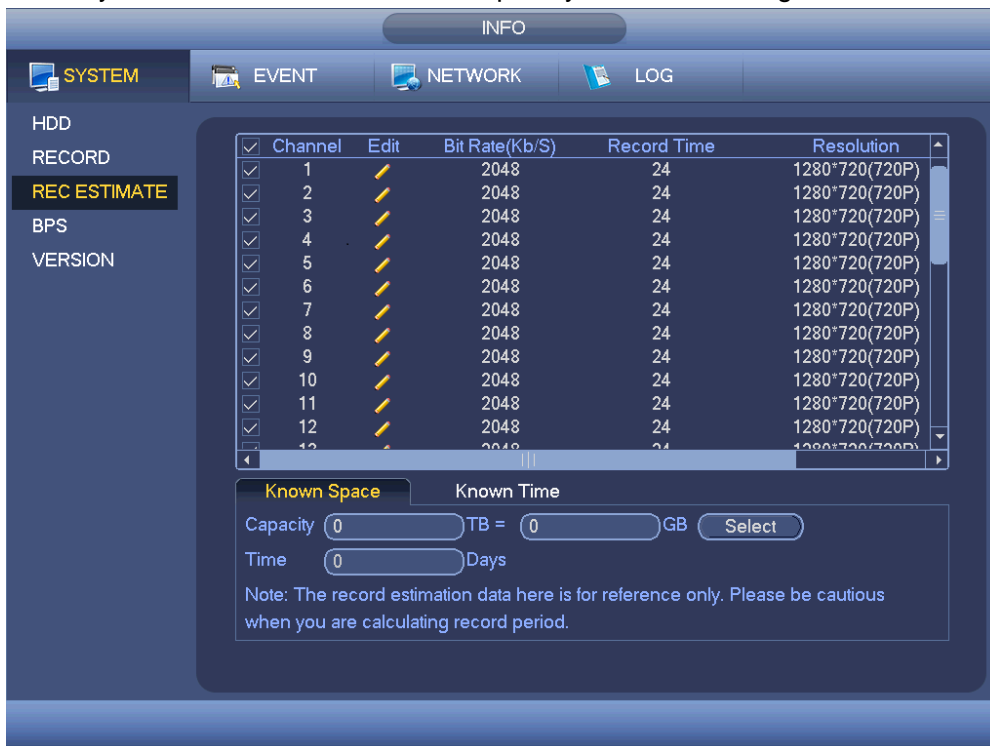 INFO
SYSTEM EVENT NETWORK LOG
HDD
RECORD
REC ESTIMATE
BPS
VERSION
Channel Edit Bit Rate(Kb/S) Record Time Resolution
1 2048 24 1280*720(720P)
2 2048 24 1280*720(720P)
3 2048 24 1280*720(720P)
4 2048 24 1280*720(720P)
5 2048 24 1280*720(720P)
6 2048 24 1280*720(720P)
7 2048 24 1280*720(720P)
8 2048 24 1280*720(720P)
9 2048 24 1280*720(720P)
10 2048 24 1280*720(720P)
11 2048 24 1280*720(720P)
12 2048 24 1280*720(720P)
Known Space Known Time
Capacity 0 TB = 0 GB Select
Time 0 Days
Note: The record estimation data here is for reference only. Please be cautious
when you are calculating record period.